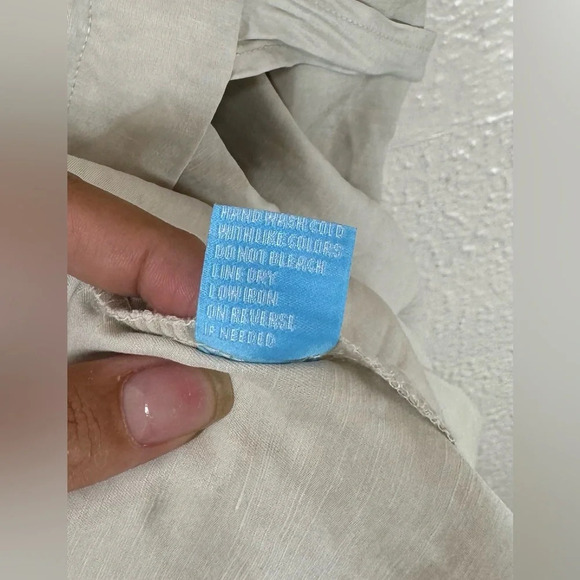 HAND WASH COLD
WITH LIKE COLORS
DO NOT BLEACH
LINE DRY
LOW IRON
ON REVERSE
IF NEEDED